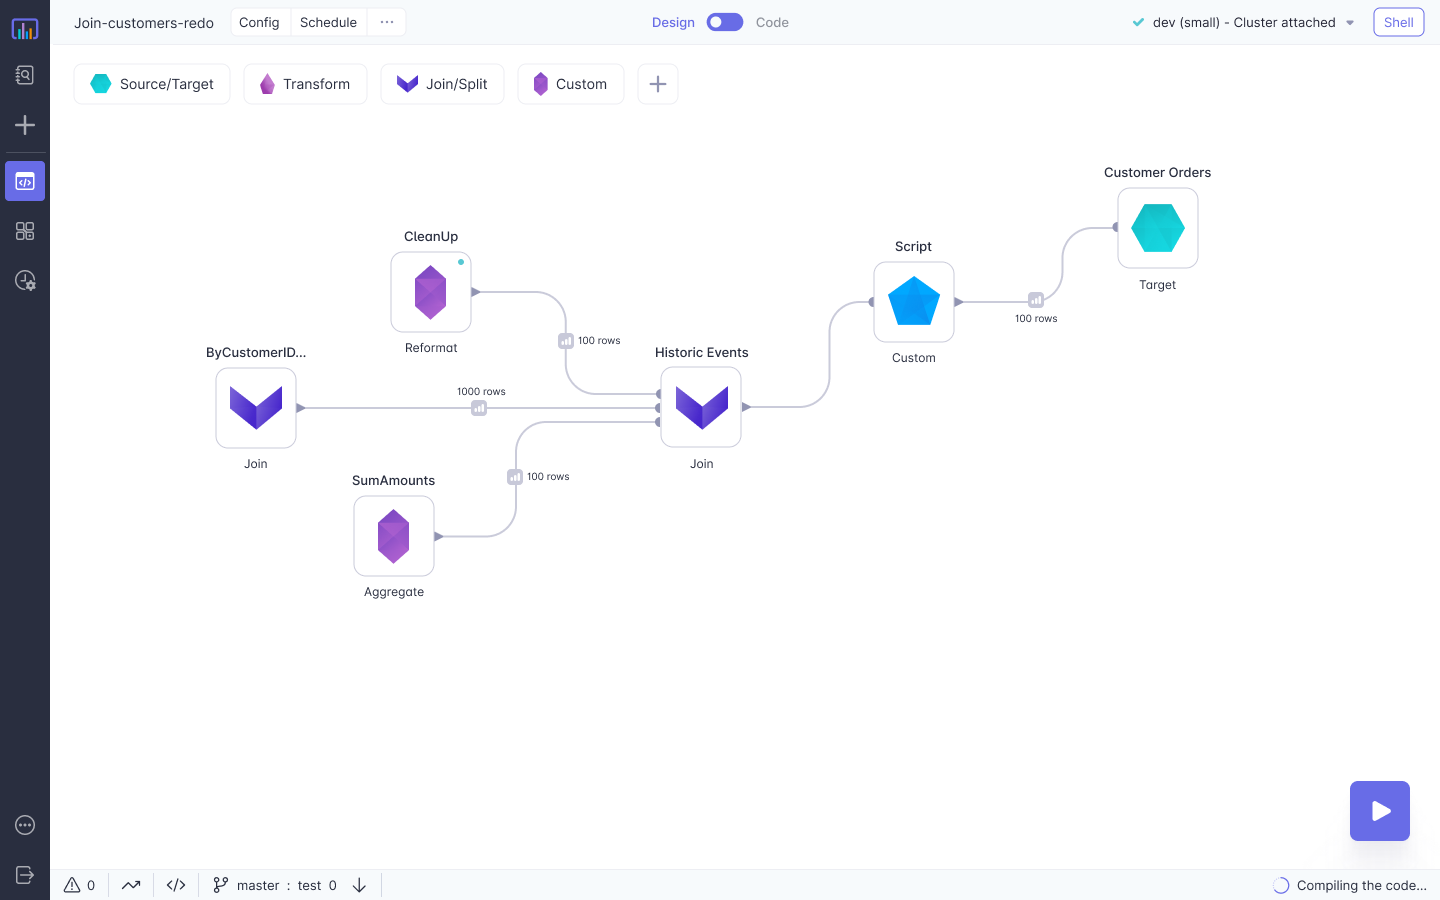 Join-customers-redo
Config
Schedule
Design
Code
dev (small) - Cluster attached
Shell
Source/Target
Transform
Join/Split
Custom
Customer Orders
Target
CleanUp
Reformat
Script
Custom
100 rows
100 rows
ByCustomerID...
Join
1000 rows
Historic Events
Join
SumAmounts
Aggregate
100 rows
0
master : test 0
Compiling the code...